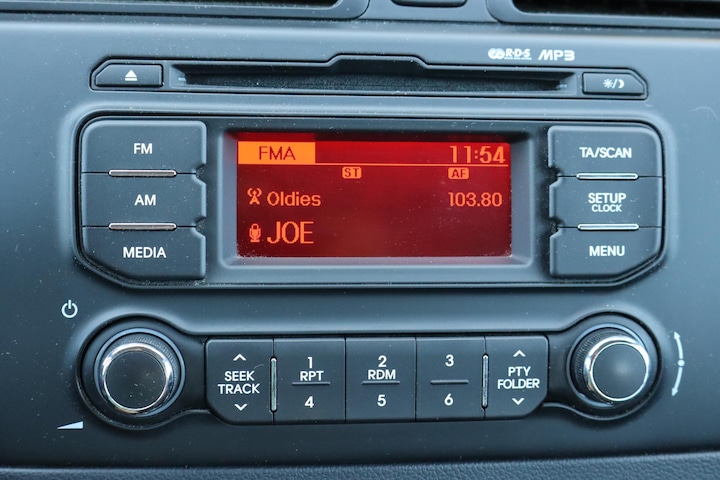 R·D·S MP3
FM
AM
MEDIA
FMA 11:54
ST AF
Oldies 103.80
JOE
TA/SCAN
SETUP
CLOCK
MENU
SEEK
TRACK
1
RPT
4
2
RDM
5
3
6
PTY
FOLDER